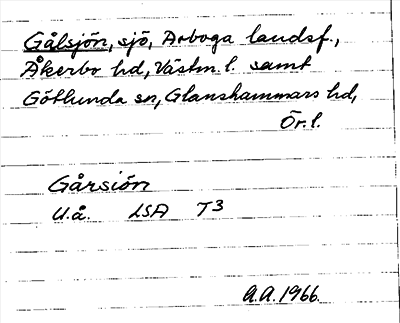 Gålsjön, sjö, Arboga landsf.,
Åkerbo hd, Västm. l. samt
Götlunda sn, Glanshammars hd,
Ör. l.
Gårsiön
U.å. LSA T3
A.A. 1966.